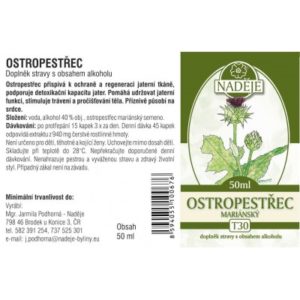 OSTROPESTŘEC
Doplněk stravy s obsahem alkoholu
Ostropestřec přispívá k ochraně a regeneraci jaterní tkáně,
podporuje detoxikační kapacitu jater. Pomáhá udržovat jaterní
funkci, stimuluje trávení a pročišťování těla. Příznivě působí na
srdce.
Složení: voda, alkohol 40% obj., ostropestřec mariánský semeno.
Dávkování: po protřepání 15 kapek 3 x za den. Denní dávka 45 kapek
odpovídá extraktu z 940 mg čerstvé rostlinné hmoty.
Není určeno pro děti, těhotné a kojící ženy. Uchovejte mimo dosah dětí.
Skladujte při teplotě do 28°C. Nepřekračujte doporučené denní
dávkování. Nenahrazuje pestrou a vyváženou stravu a zdravý životní
styl. Případný zákal není na závadu.
Minimální trvanlivost do:
Vyrábí:
Mgr. Jarmila Podhorná - Naděje
798 46 Brodek u Konice 3, ČR
tel. 582 391 254, 737 525 301
e-mail: j.podhorna@nadeje-byliny.eu
Obsah
50 ml
8 594033 100676
NADĚJE
50ml
OSTROPESTŘEC
MARIÁNSKÝ
T30
doplněk stravy s obsahem alkoholu